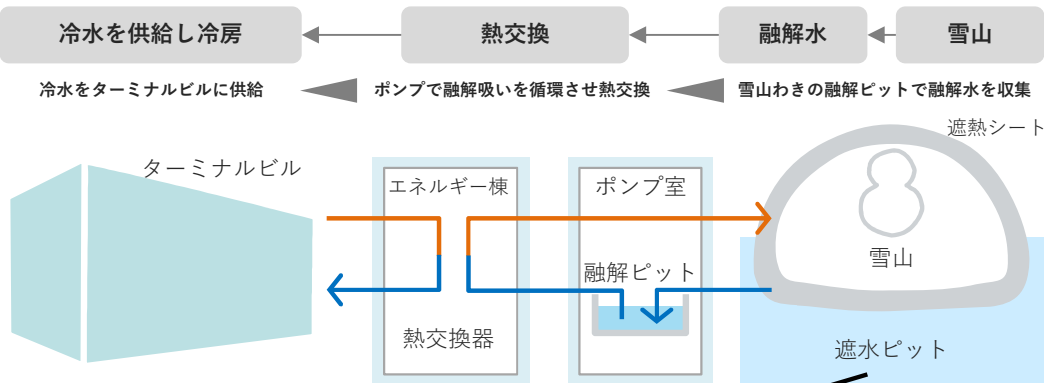 冷水を供給し冷房
熱交換
融解水
雪山
冷水をターミナルビルに供給
ポンプで融解吸いを循環させ熱交換
雪山わきの融解ピットで融解水を収集
遮熱シート
ターミナルビル
エネルギー棟
ポンプ室
雪山
融解ピット
熱交換器
遮水ピット